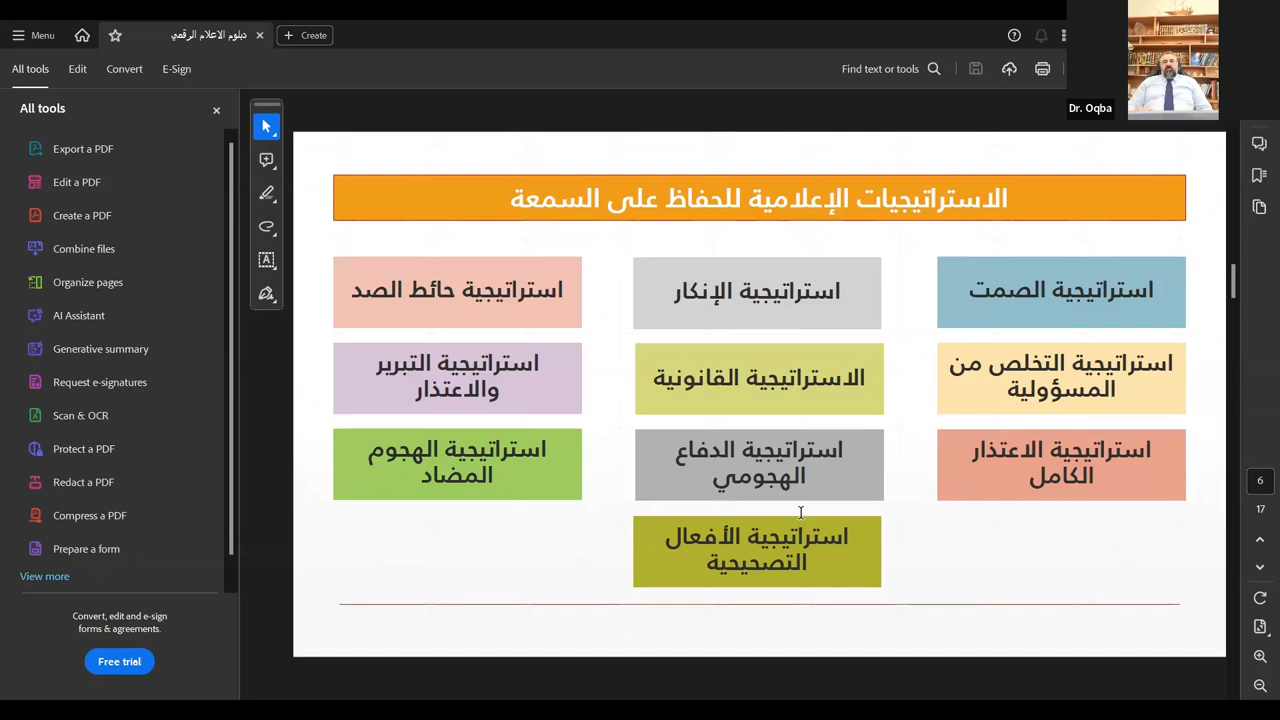 Menu
دبلوم الاعلام الرقمي
Create
All tools
Edit
Convert
E-Sign
Find text or tools
Dr. Oqba
All tools
Export a PDF
Edit a PDF
Create a PDF
Combine files
Organize pages
AI Assistant
Generative summary
Request e-signatures
Scan & OCR
Protect a PDF
Redact a PDF
Compress a PDF
Prepare a form
View more
Convert, edit and e-sign
forms & agreements.
Free trial
الاستراتيجيات الإعلامية للحفاظ على السمعة
استراتيجية الصمت
استراتيجية الإنكار
استراتيجية حائط الصد
استراتيجية التخلص من
المسؤولية
الاستراتيجية القانونية
استراتيجية التبرير
والاعتذار
استراتيجية الاعتذار
الكامل
استراتيجية الدفاع
الهجومي
استراتيجية الهجوم
المضاد
استراتيجية الأفعال
التصحيحية
6
17